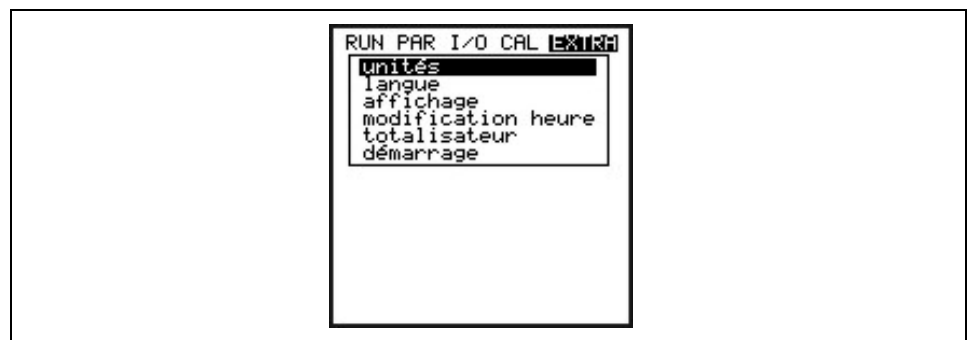 RUN PAR I/O CAL EXTRA
unités
langue
affichage
modification heure
totalisateur
démarrage